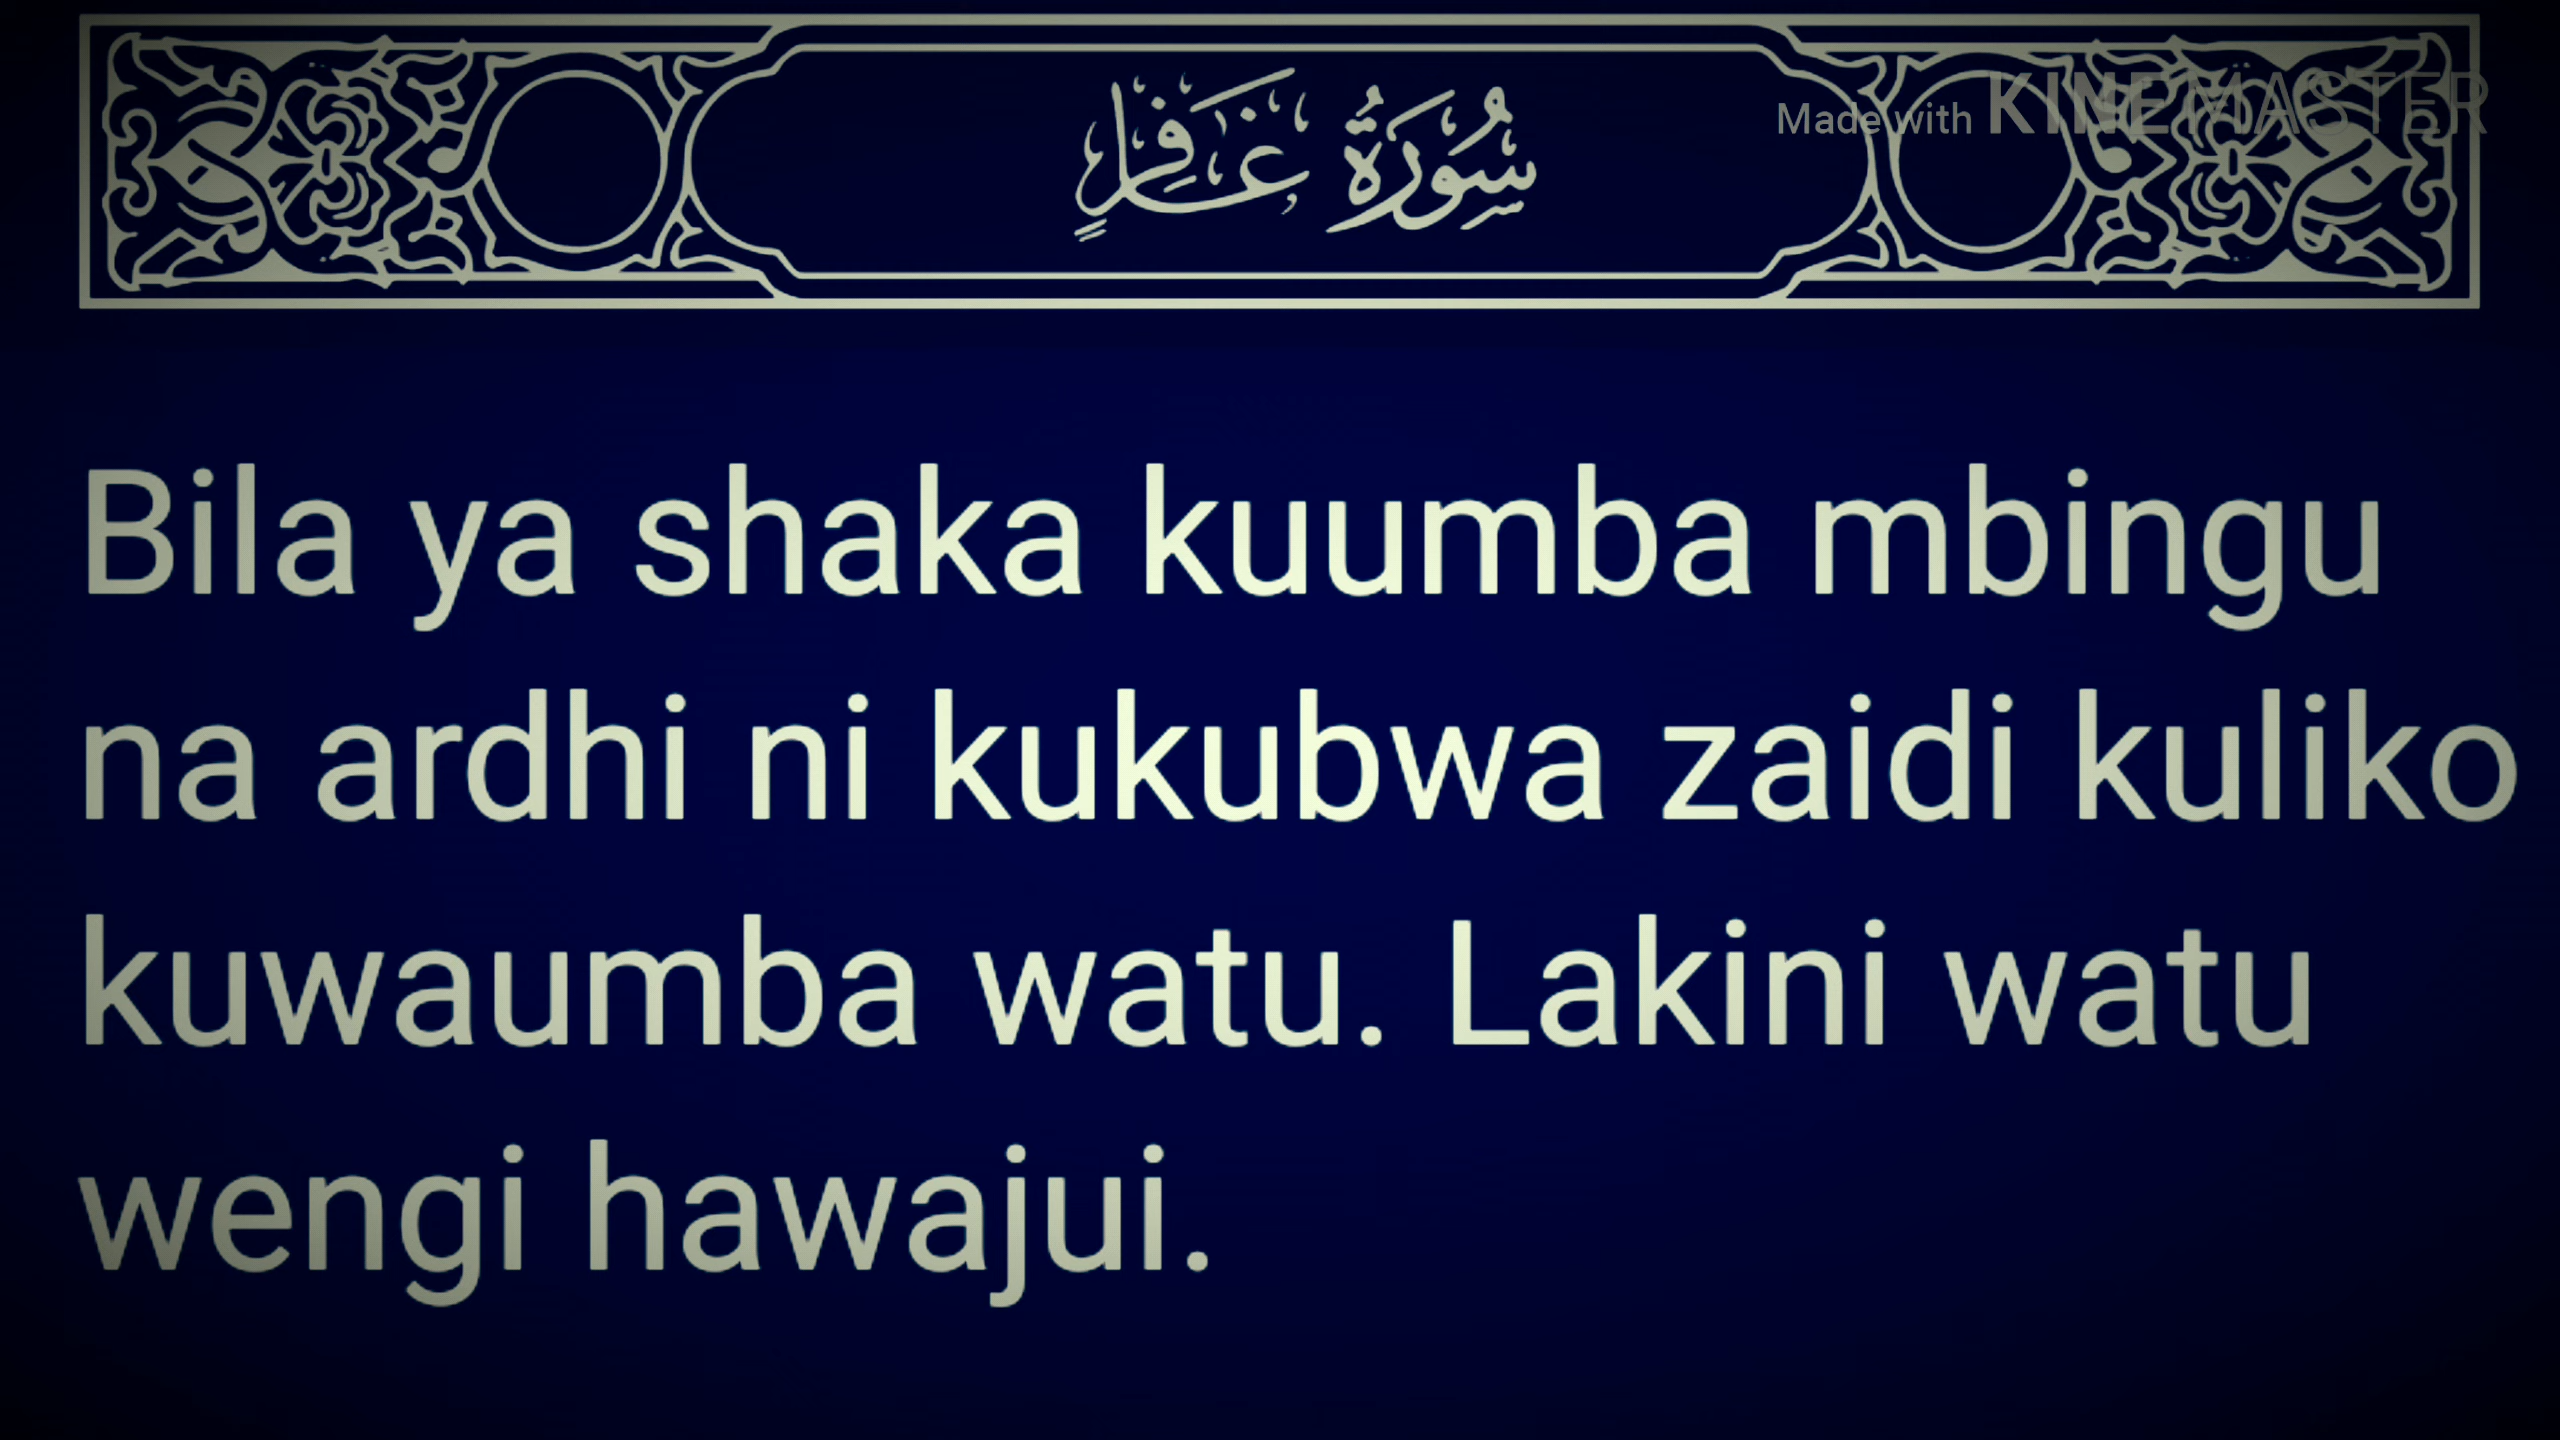 سُورَةُ غَافِرٍ
Made with KINEMASTER
Bila ya shaka kuumba mbingu
na ardhi ni kukubwa zaidi kuliko
kuwaumba watu. Lakini watu
wengi hawajui.